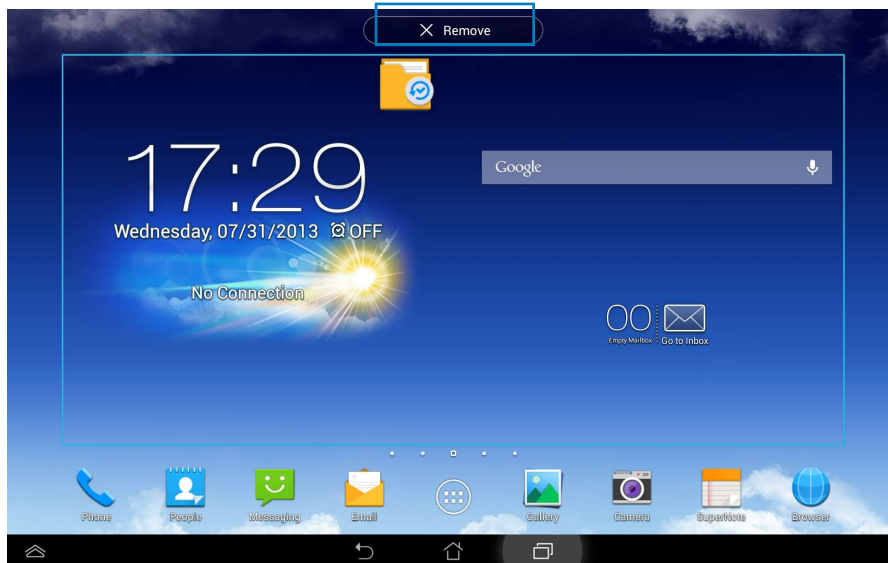 X Remove
17:29
Google
Wednesday, 07/31/2013 OFF
No Connection
00
Empty Mailbox Go to Inbox
Phone People Messaging Email Gallery Camera SuperNote Browser